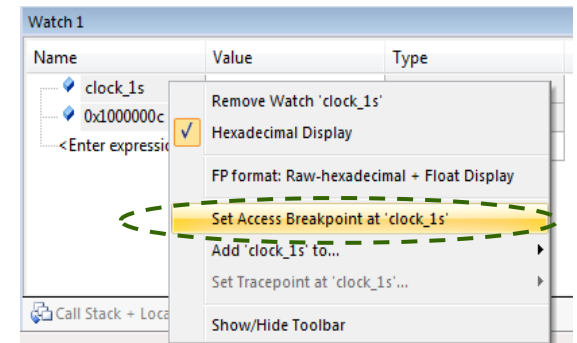 Watch 1
Name Value Type
clock_1s
0x1000000c
<Enter expressio
Remove Watch 'clock_1s'
Hexadecimal Display
FP format: Raw-hexadecimal + Float Display
Set Access Breakpoint at 'clock_1s'
Add 'clock_1s' to...
Set Tracepoint at 'clock_1s'...
Show/Hide Toolbar
Call Stack + Loca